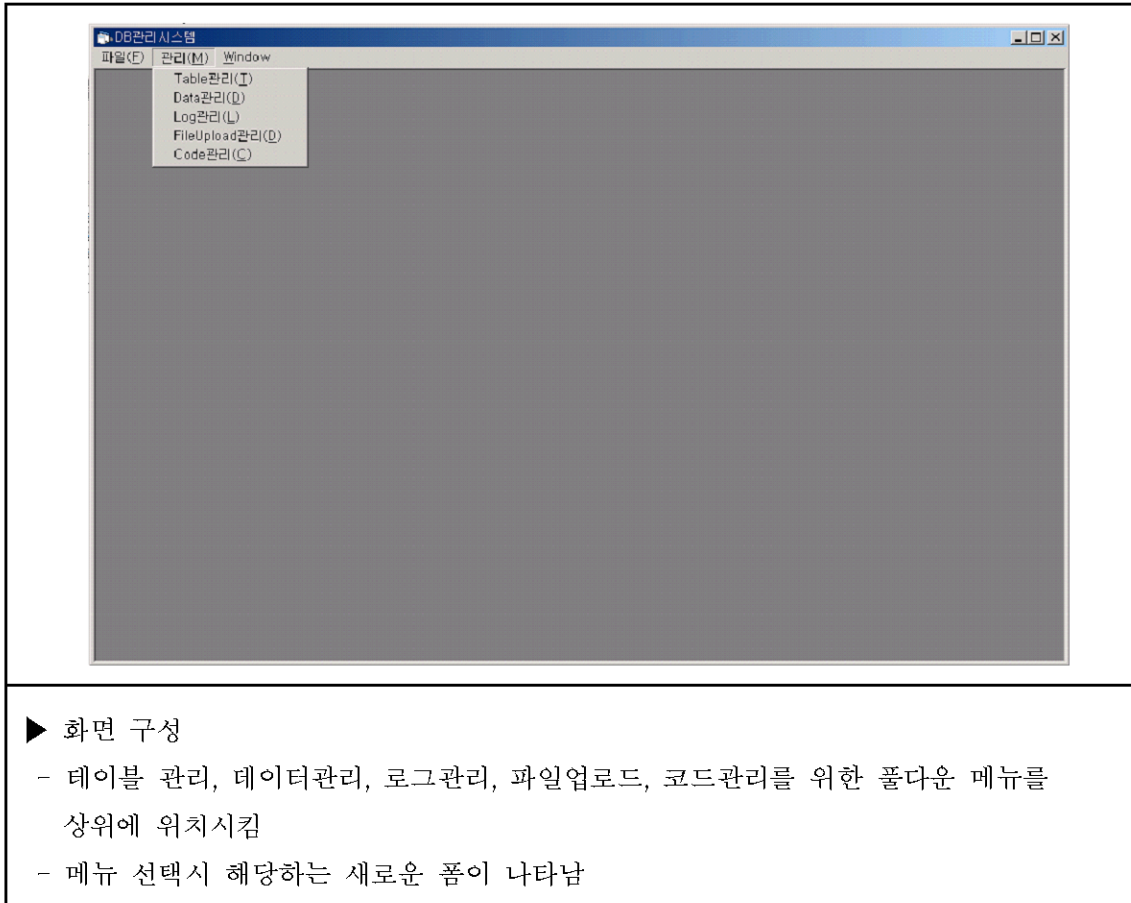 DB관리시스템
파일(F) 관리(M) Window
Table관리(T)
Data관리(D)
Log관리(L)
FileUpload관리(D)
Code관리(C)
▶ 화면 구성
- 테이블 관리, 데이터관리, 로그관리, 파일업로드, 코드관리를 위한 풀다운 메뉴를
상위에 위치시킴
- 메뉴 선택시 해당하는 새로운 폼이 나타남